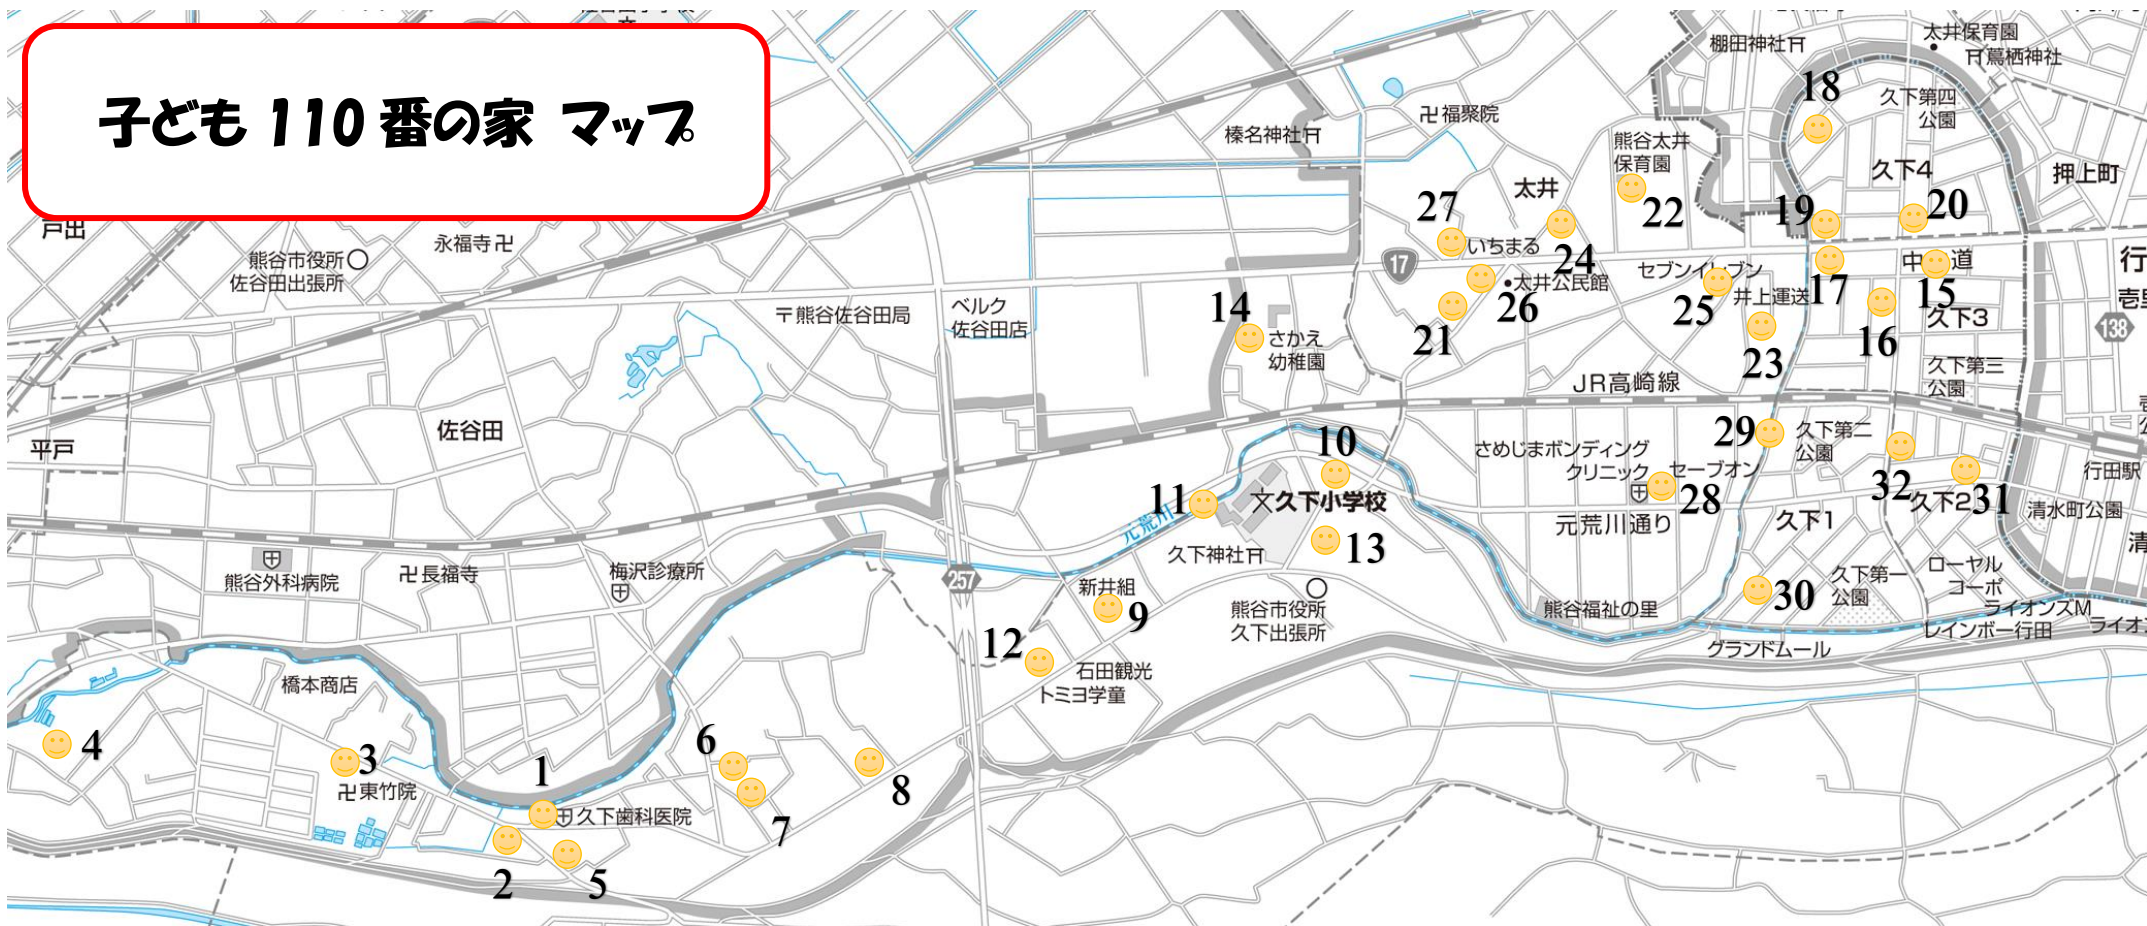 子ども 110 番の家 マップ
棚田神社
太井保育園
蔦栖神社
18
久下第四
公園
福聚院
榛名神社
熊谷太井
保育園
久下4
押上町
太井
27
22
19
20
戸出
永福寺
いちまる
熊谷市役所
佐谷田出張所
17
24
セブンイレブン
中
道
行
太井公民館
25
井上運送
17
15
14
ベルク
佐谷田店
熊谷佐谷田局
26
16
久下3
138
さかえ
幼稚園
21
23
久下第三
公園
JR高崎線
佐谷田
平戸
10
さめじまボンディング
クリニック
セーブオン
29
久下第二
公園
行田駅
11
久下小学校
28
32
久下2
31
清水町公園
元荒川
元荒川通り
久下1
久下神社
13
熊谷外科病院
長福寺
梅沢診療所
257
新井組
9
熊谷市役所
久下出張所
熊谷福祉の里
30
久下第一
公園
ローヤル
コーポ
ライオンズM
レインボー行田
グランドムール
12
石田観光
トミヨ学童
橋本商店
4
3
東竹院
1
久下歯科医院
6
7
8
2
5